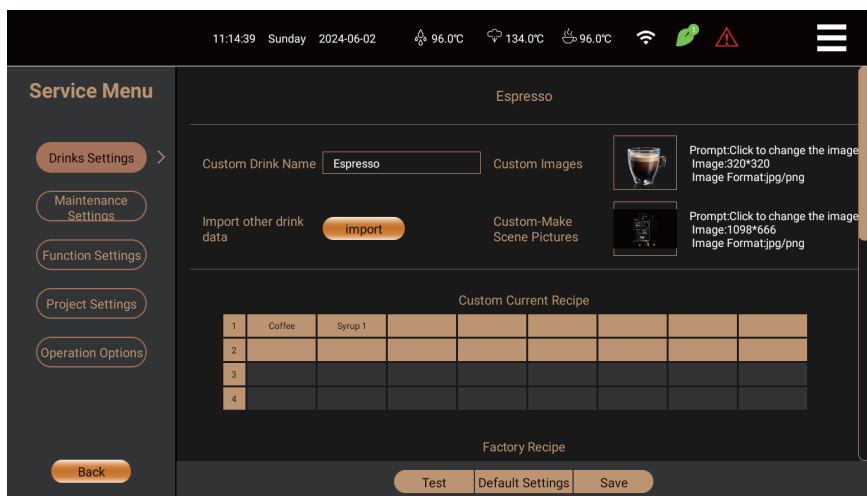 11:14:39 Sunday 2024-06-02 96.0℃ 134.0℃ 96.0℃ 1
Service Menu
Drinks Settings >
Maintenance
Settings
Function Settings
Project Settings
Operation Options
Back
Espresso
Custom Drink Name Espresso
Custom Images
Prompt:Click to change the image
Image:320*320
Image Format:jpg/png
Import other drink
data
import
Custom-Make
Scene Pictures
Prompt:Click to change the image
Image:1098*666
Image Format:jpg/png
Custom Current Recipe
1 Coffee Syrup 1
2
3
4
Factory Recipe
Test Default Settings Save